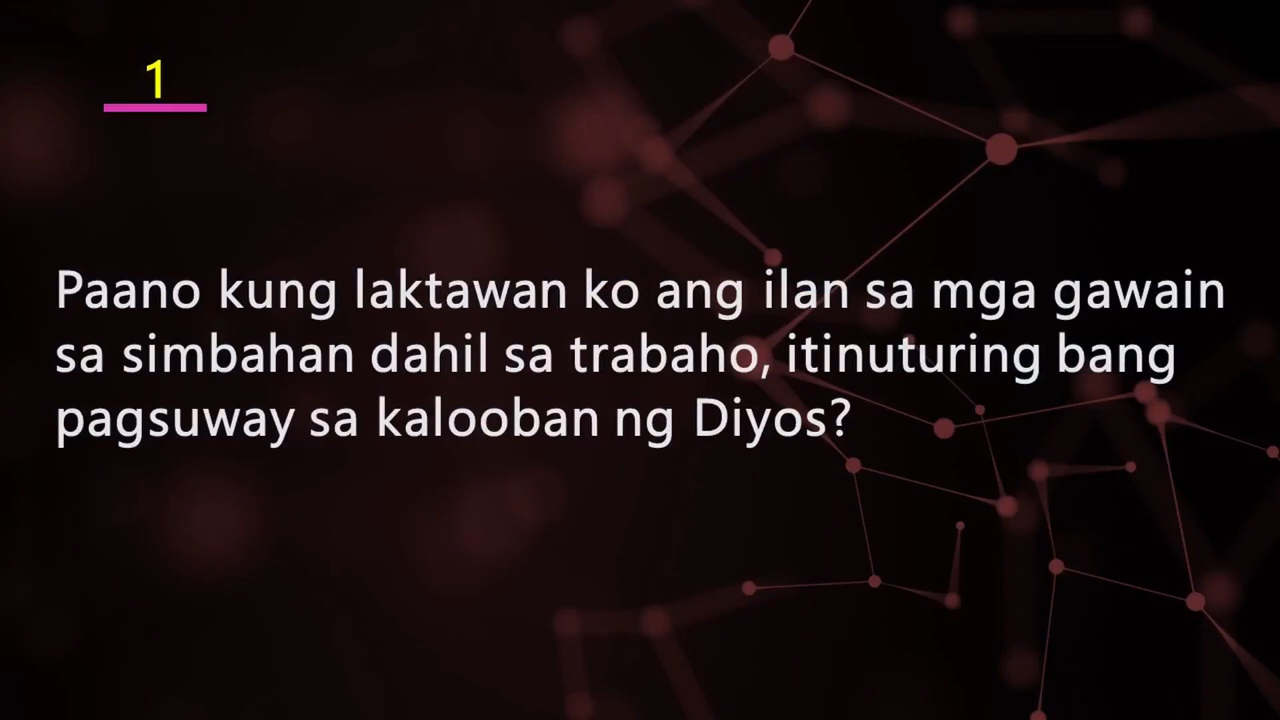 1
Paano kung laktawan ko ang ilan sa mga gawain
sa simbahan dahil sa trabaho, itinuturing bang
pagsuway sa kalooban ng Diyos?